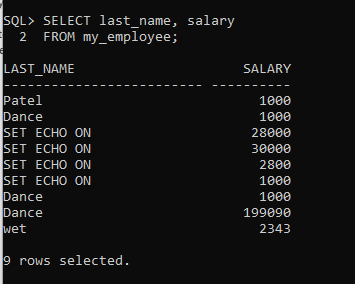 SQL> SELECT last_name, salary
  2  FROM my_employee;
LAST_NAME                     SALARY
------------------------- ----------
Patel                           1000
Dance                           1000
SET ECHO ON                    28000
SET ECHO ON                    30000
SET ECHO ON                     2800
SET ECHO ON                     1000
Dance                           1000
Dance                         199090
wet                             2343
9 rows selected.